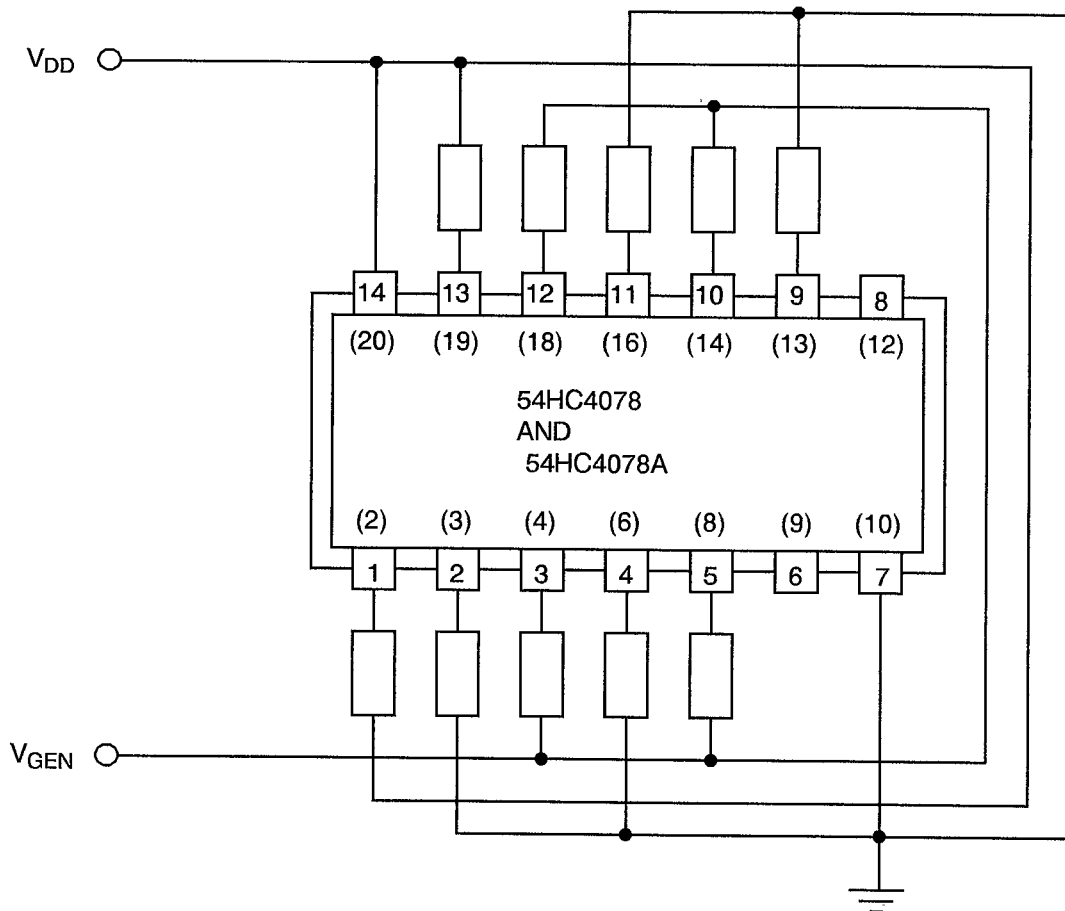 VDD
14 13 12 11 10 9 8
(20) (19) (18) (16) (14) (13) (12)
54HC4078
AND
54HC4078A
(2) (3) (4) (6) (8) (9) (10)
1 2 3 4 5 6 7
VGEN